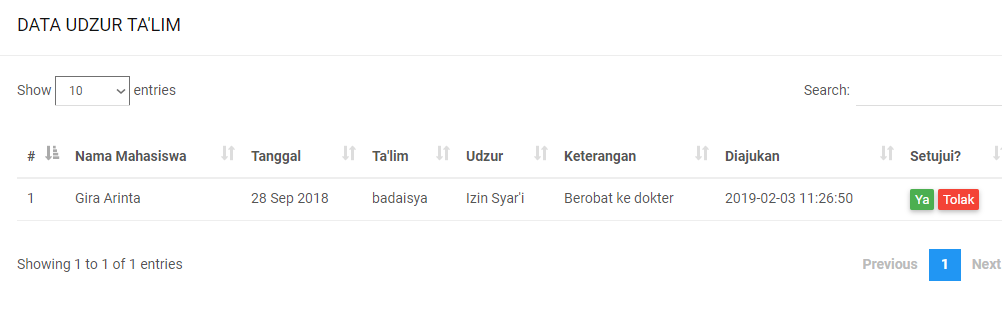 DATA UDZUR TA'LIM
Show 10 entries Search:
# Nama Mahasiswa Tanggal Ta'lim Udzur Keterangan Diajukan Setujui?
1 Gira Arinta 28 Sep 2018 badaisya Izin Syar'i Berobat ke dokter 2019-02-03 11:26:50 Ya Tolak
Showing 1 to 1 of 1 entries Previous 1 Next